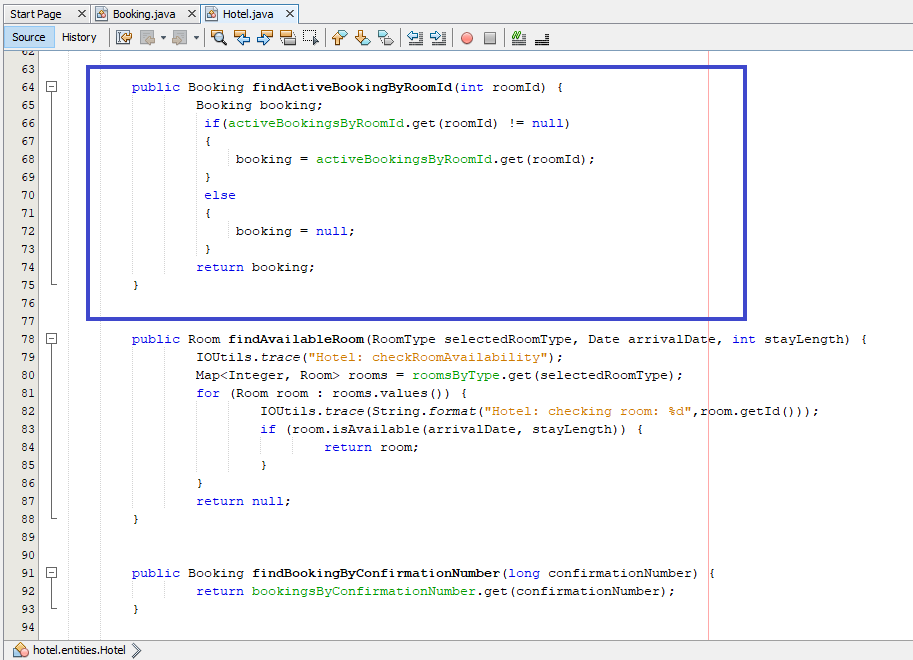 Start Page
Booking.java
Hotel.java
Source
History
62
63
64 public Booking findActiveBookingByRoomId(int roomId) {
65 Booking booking;
66 if(activeBookingsByRoomId.get(roomId) != null)
67 {
68 booking = activeBookingsByRoomId.get(roomId);
69 }
70 else
71 {
72 booking = null;
73 }
74 return booking;
75 }
76
77
78 public Room findAvailableRoom(RoomType selectedRoomType, Date arrivalDate, int stayLength) {
79 IOUtils.trace("Hotel: checkRoomAvailability");
80 Map<Integer, Room> rooms = roomsByType.get(selectedRoomType);
81 for (Room room : rooms.values()) {
82 IOUtils.trace(String.format("Hotel: checking room: %d",room.getId()));
83 if (room.isAvailable(arrivalDate, stayLength)) {
84 return room;
85 }
86 }
87 return null;
88 }
89
90
91 public Booking findBookingByConfirmationNumber(long confirmationNumber) {
92 return bookingsByConfirmationNumber.get(confirmationNumber);
93 }
94
hotel.entities.Hotel